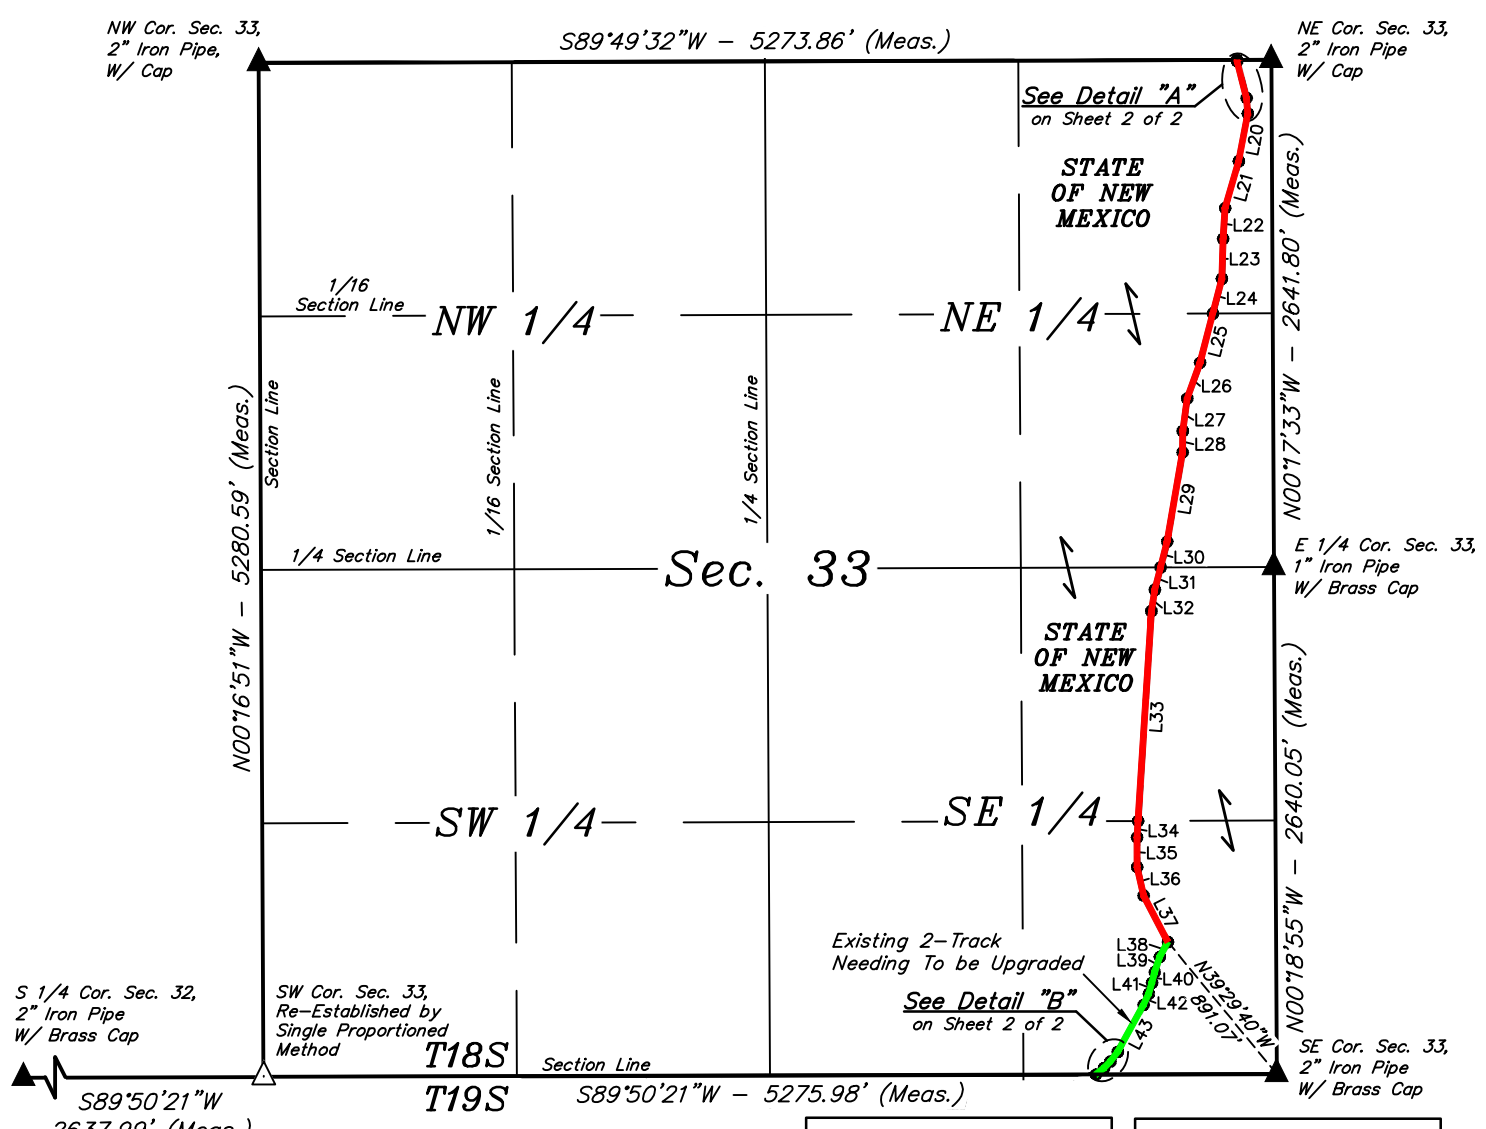 NW Cor. Sec. 33,
2" Iron Pipe,
W/ Cap
S89°49'32"W - 5273.86' (Meas.)
NE Cor. Sec. 33,
2" Iron Pipe
W/ Cap
See Detail "A"
on Sheet 2 of 2
L20
STATE
OF NEW
MEXICO
L21
L22
L23
L24
N00°17'33"W - 2641.80' (Meas.)
1/16
Section Line
NW 1/4
NE 1/4
L25
L26
L27
L28
L29
N00°16'51"W - 5280.59' (Meas.)
Section Line
1/16 Section Line
1/4 Section Line
1/4 Section Line
Sec. 33
L30
L31
L32
E 1/4 Cor. Sec. 33,
1" Iron Pipe
W/ Brass Cap
STATE
OF NEW
MEXICO
L33
N00°18'55"W - 2640.05' (Meas.)
SW 1/4
SE 1/4
L34
L35
L36
L37
Existing 2-Track
Needing To be Upgraded
L38
L39
L40
L41
L42
L43
N39°29'40"W
891.07'
See Detail "B"
on Sheet 2 of 2
S 1/4 Cor. Sec. 32,
2" Iron Pipe
W/ Brass Cap
SW Cor. Sec. 33,
Re-Established by
Single Proportioned
Method
T18S
T19S
Section Line
SE Cor. Sec. 33,
2" Iron Pipe
W/ Brass Cap
S89°50'21"W
2637.99' (Meas.)
S89°50'21"W - 5275.98' (Meas.)